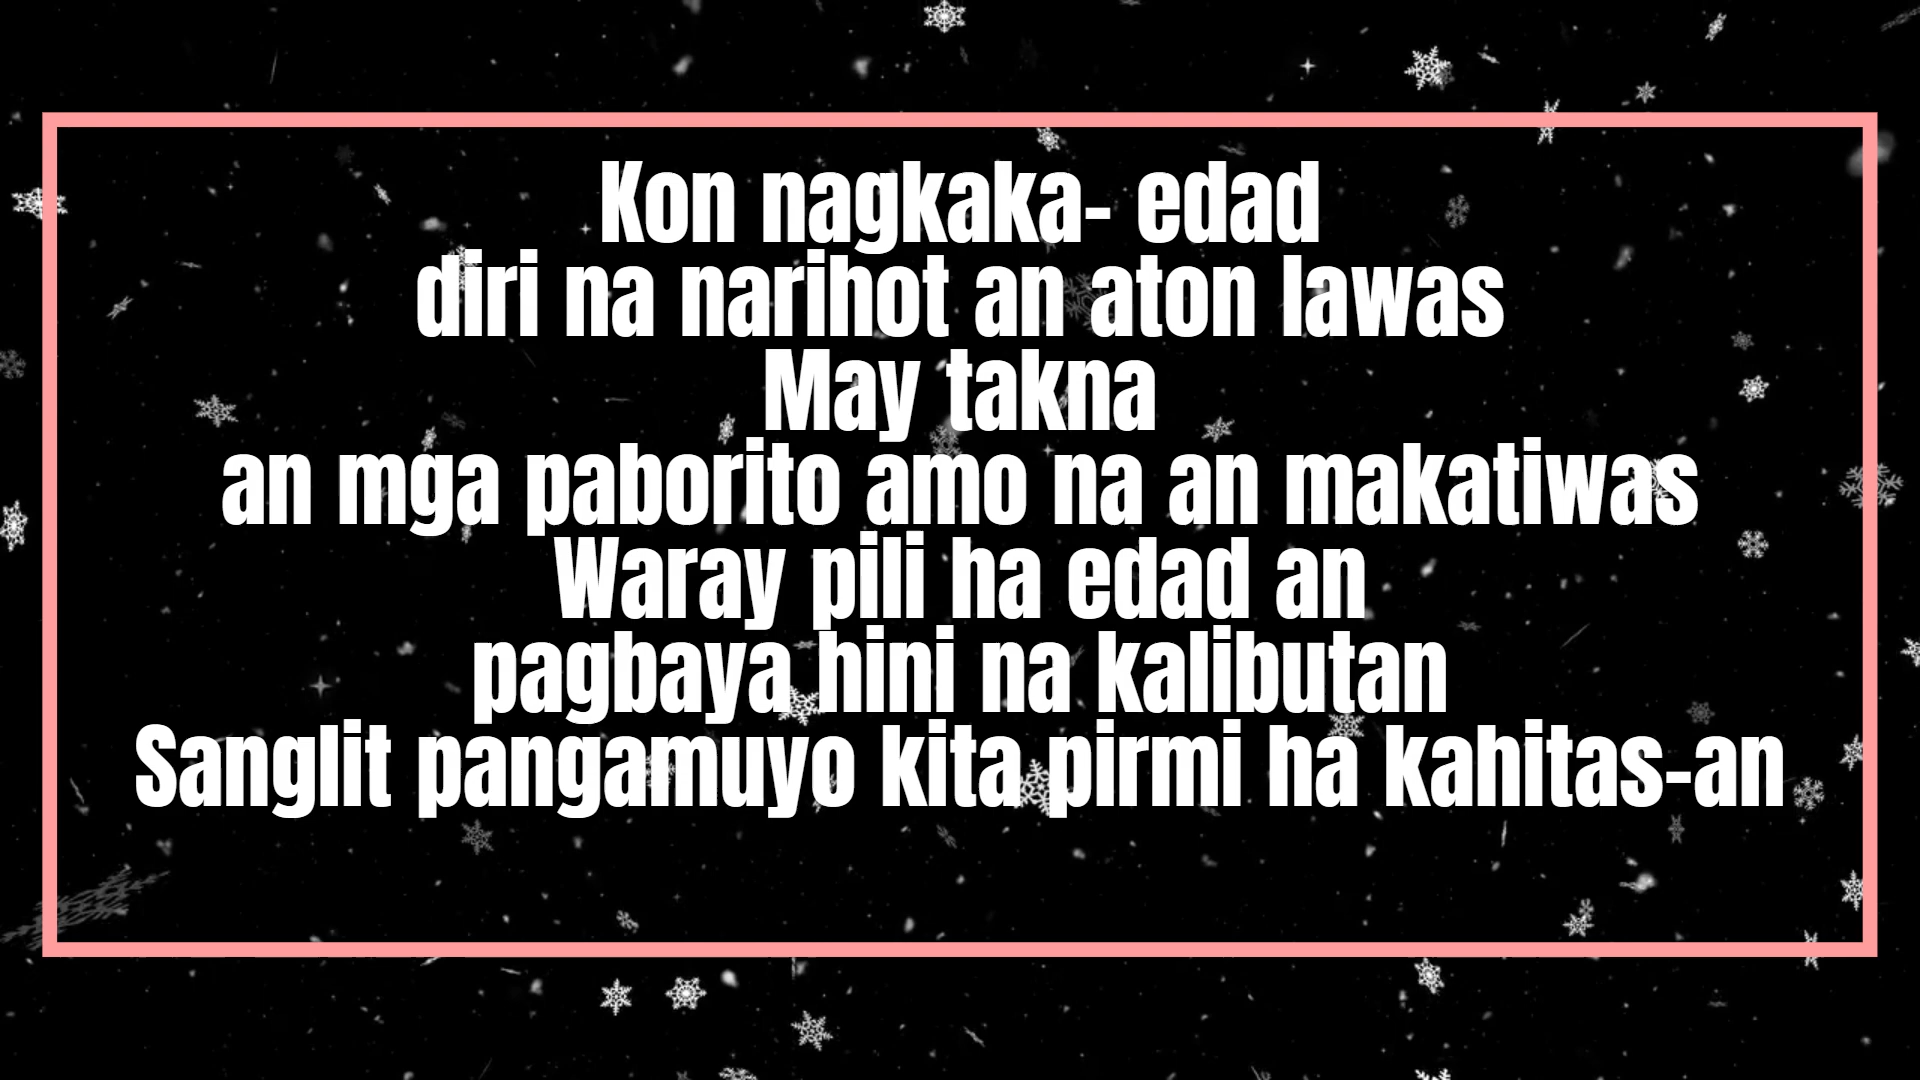 Kon nagkaka- edad
diri na narihot an aton lawas
May takna
an mga paborito amo na an makatiwas
Waray pili ha edad an
pagbaya hini na kalibutan
Sanglit pangamuyo kita pirmi ha kahitas-an